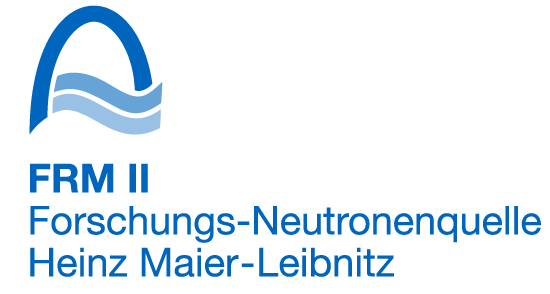 FRM II
Forschungs-Neutronenquelle
Heinz Maier-Leibnitz